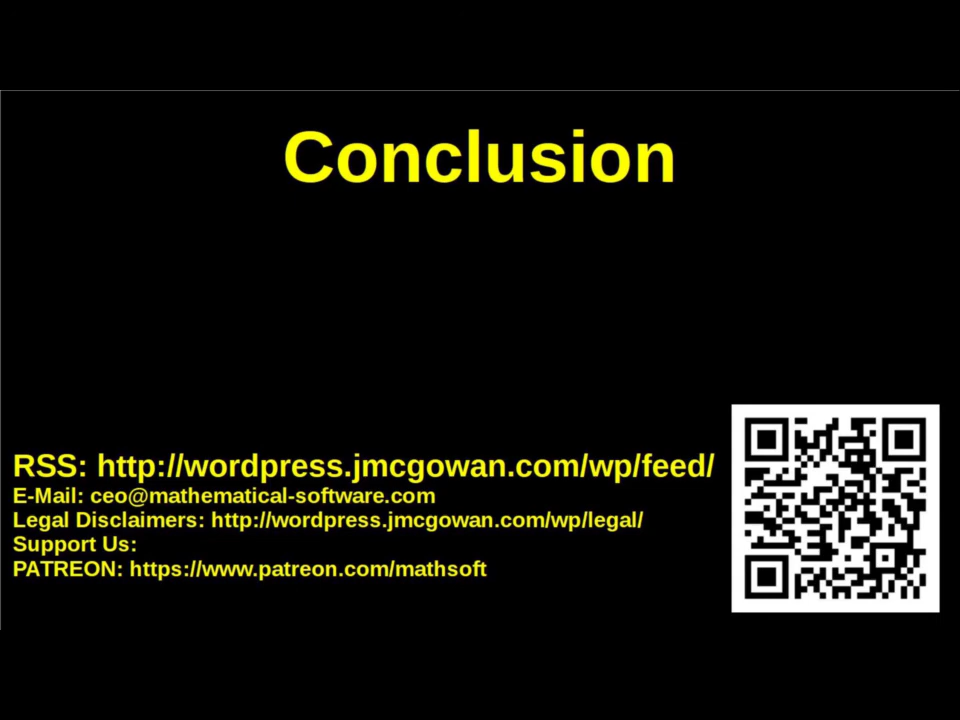 Conclusion
RSS: http://wordpress.jmcgowan.com/wp/feed/
E-Mail: ceo@mathematical-software.com
Legal Disclaimers: http://wordpress.jmcgowan.com/wp/legal/
Support Us:
PATREON: https://www.patreon.com/mathsoft